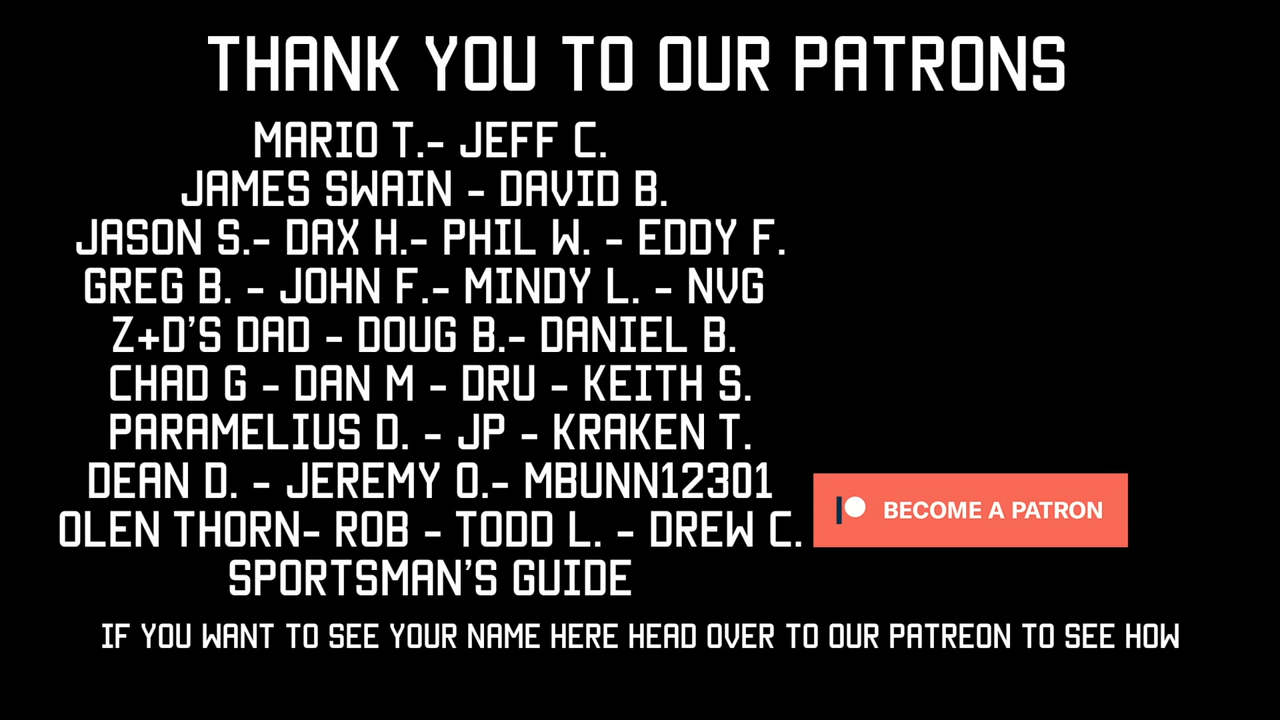 THANK YOU TO OUR PATRONS
MARIO T.- JEFF C.
JAMES SWAIN - DAVID B.
JASON S.- DAX H.- PHIL W. - EDDY F.
GREG B. - JOHN F.- MINDY L. - NVG
Z+D'S DAD - DOUG B.- DANIEL B.
CHAD G - DAN M - DRU - KEITH S.
PARAMELIUS D. - JP - KRAKEN T.
DEAN D. - JEREMY O.- MBUNN12301
OLEN THORN- ROB - TODD L. - DREW C.
BECOME A PATRON
SPORTSMAN'S GUIDE
IF YOU WANT TO SEE YOUR NAME HERE HEAD OVER TO OUR PATREON TO SEE HOW